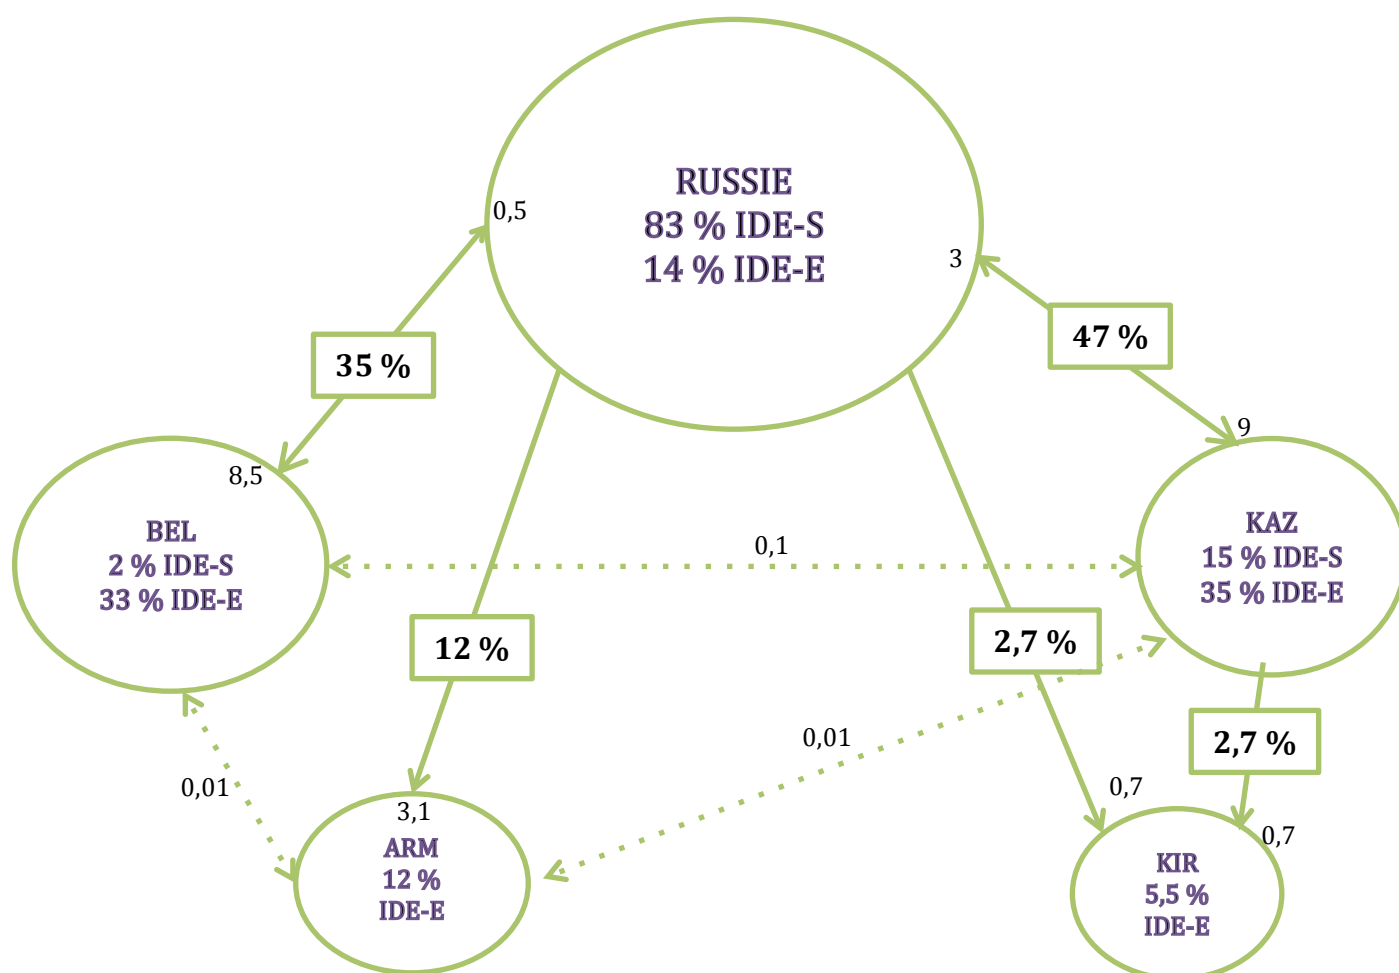 RUSSIE
83 % IDE-S
14 % IDE-E
0,5
3
47 %
35 %
9
8,5
BEL
2 % IDE-S
33 % IDE-E
0,1
KAZ
15 % IDE-S
35 % IDE-E
12 %
2,7 %
0,01
0,01
2,7 %
0,7
3,1
ARM
12 %
IDE-E
0,7
KIR
5,5 %
IDE-E